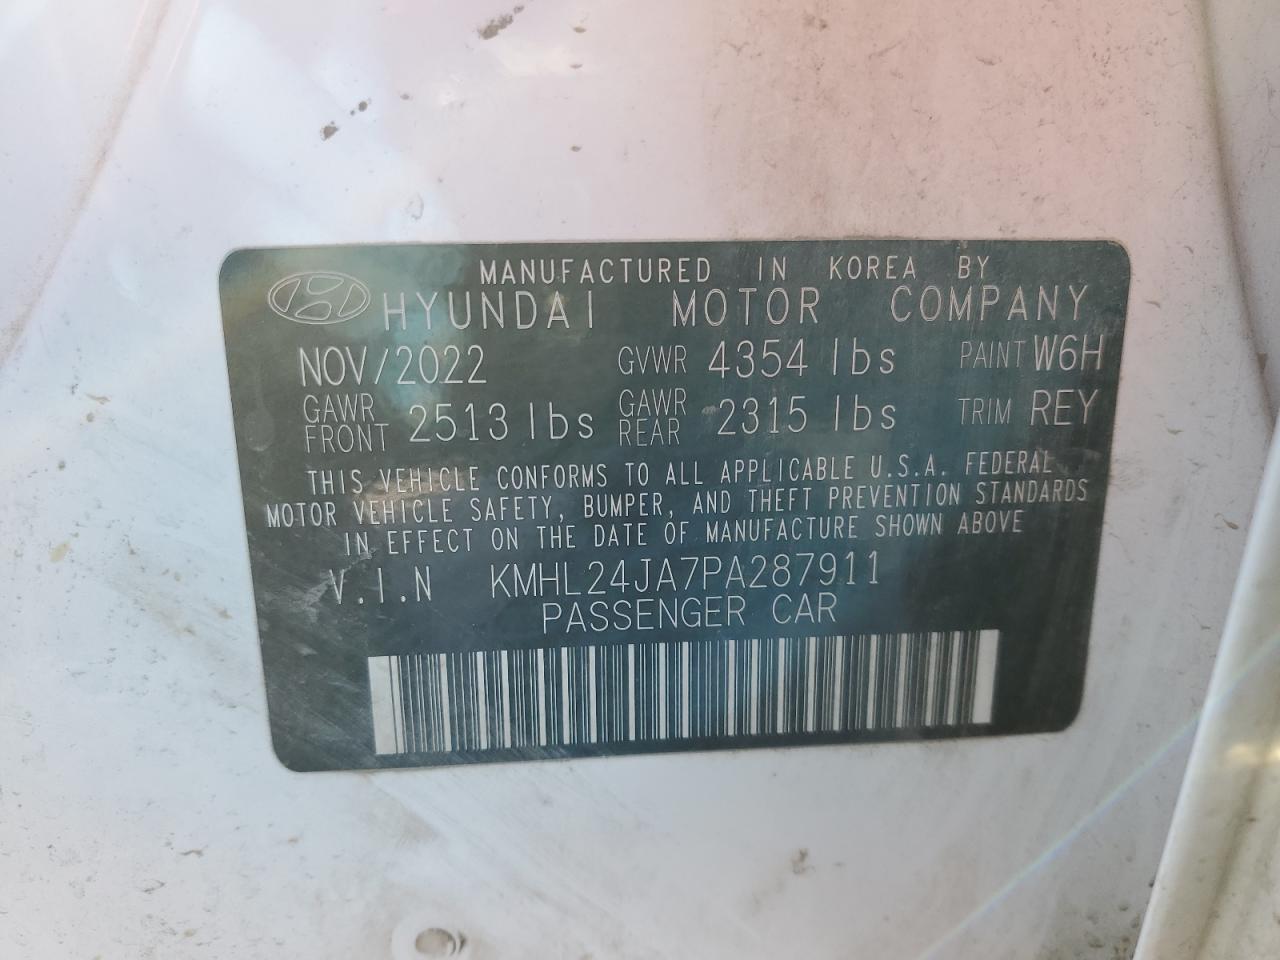 MANUFACTURED IN KOREA BY
HYUNDAI MOTOR COMPANY
NOV/2022 GVWR 4354 lbs PAINT W6H
GAWR FRONT 2513 lbs GAWR REAR 2315 lbs TRIM REY
THIS VEHICLE CONFORMS TO ALL APPLICABLE U.S.A. FEDERAL
MOTOR VEHICLE SAFETY, BUMPER, AND THEFT PREVENTION STANDARDS
IN EFFECT ON THE DATE OF MANUFACTURE SHOWN ABOVE
V.I.N KMHL24JA7PA287911
PASSENGER CAR